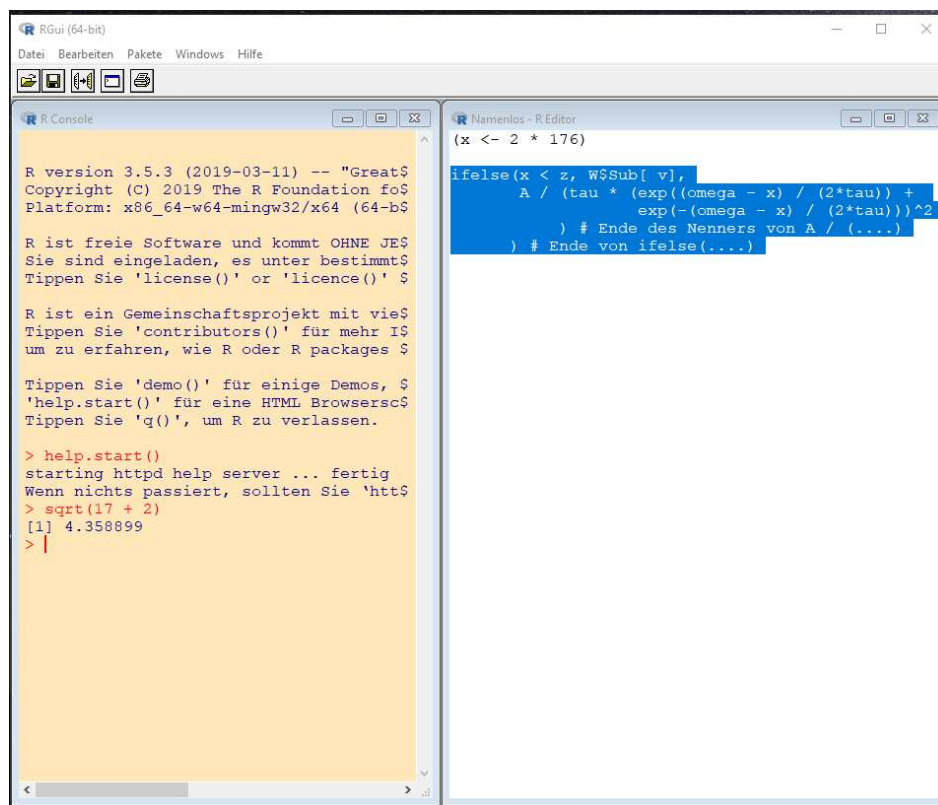 RGui (64-bit)
Datei Bearbeiten Pakete Windows Hilfe
R Console
R version 3.5.3 (2019-03-11) -- "Great$
Copyright (C) 2019 The R Foundation fo$
Platform: x86_64-w64-mingw32/x64 (64-b$
R ist freie Software und kommt OHNE JE$
Sie sind eingeladen, es unter bestimmt$
Tippen Sie 'license()' or 'licence()' $
R ist ein Gemeinschaftsprojekt mit vie$
Tippen Sie 'contributors()' für mehr I$
um zu erfahren, wie R oder R packages $
Tippen Sie 'demo()' für einige Demos, $
'help.start()' für eine HTML Browsersc$
Tippen Sie 'q()', um R zu verlassen.
> help.start()
starting httpd help server ... fertig
Wenn nichts passiert, sollten Sie ‘htt$
> sqrt(17 + 2)
[1] 4.358899
>
Namenlos - R Editor
(x <- 2 * 176)
ifelse(x < z, W$Sub[ v],
A / (tau * (exp((omega - x) / (2*tau)) +
exp(-(omega - x) / (2*tau)))^2
) # Ende des Nenners von A / (....)
) # Ende von ifelse(....)